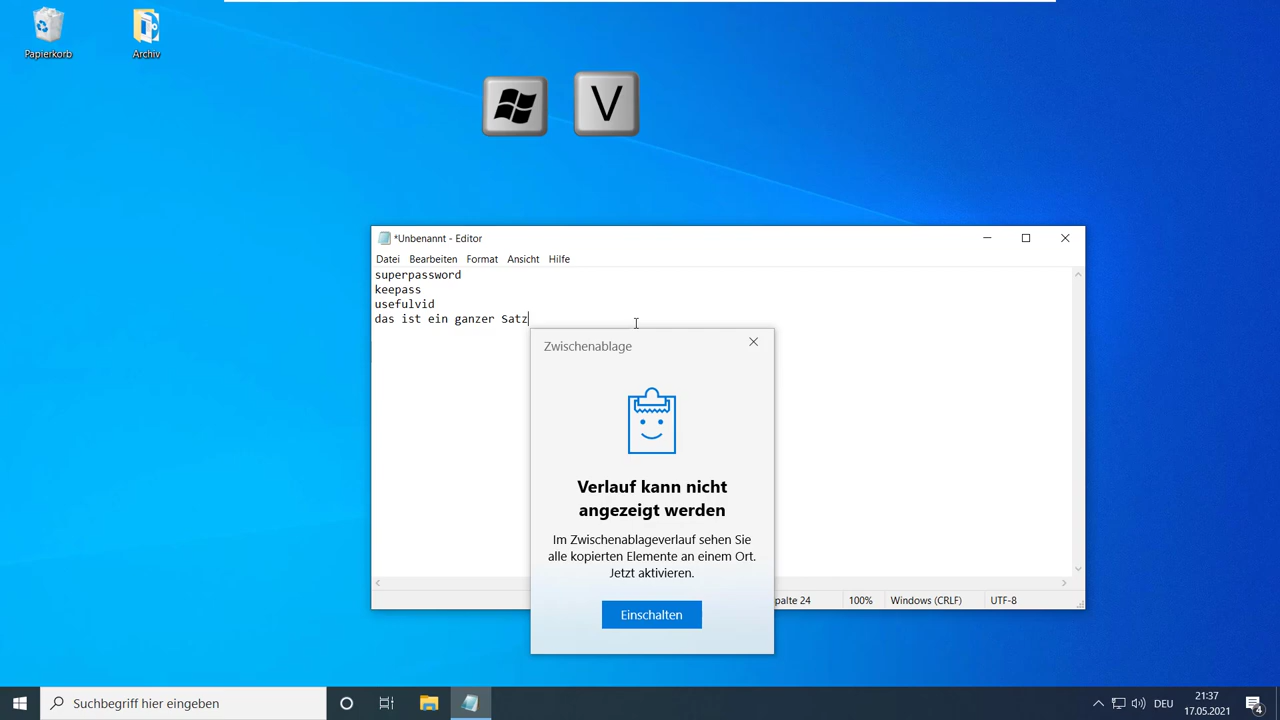 Papierkorb
Archiv
V
*Unbenannt - Editor
Datei Bearbeiten Format Ansicht Hilfe
superpassword
keepass
usefulvid
das ist ein ganzer Satz
Zwischenablage
Verlauf kann nicht
angezeigt werden
Im Zwischenablageverlauf sehen Sie
alle kopierten Elemente an einem Ort.
Jetzt aktivieren.
Einschalten
palte 24 100% Windows (CRLF) UTF-8
Suchbegriff hier eingeben
DEU
21:37
17.05.2021
4